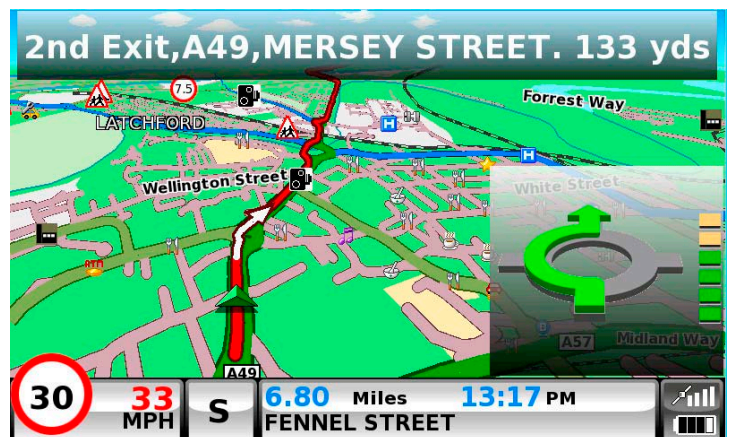 2nd Exit,A49,MERSEY STREET. 133 yds
7.5
Forrest Way
LATCHFORD
H
H
Wellington Street
White Street
ATM
A57
Midland Way
A49
30
33
MPH
S
6.80 Miles 13:17 PM
FENNEL STREET